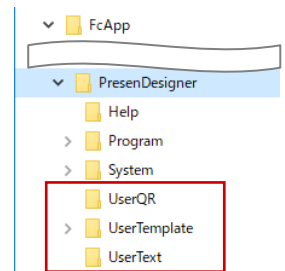 FcApp
PresenDesigner
Help
Program
System
UserQR
UserTemplate
UserText